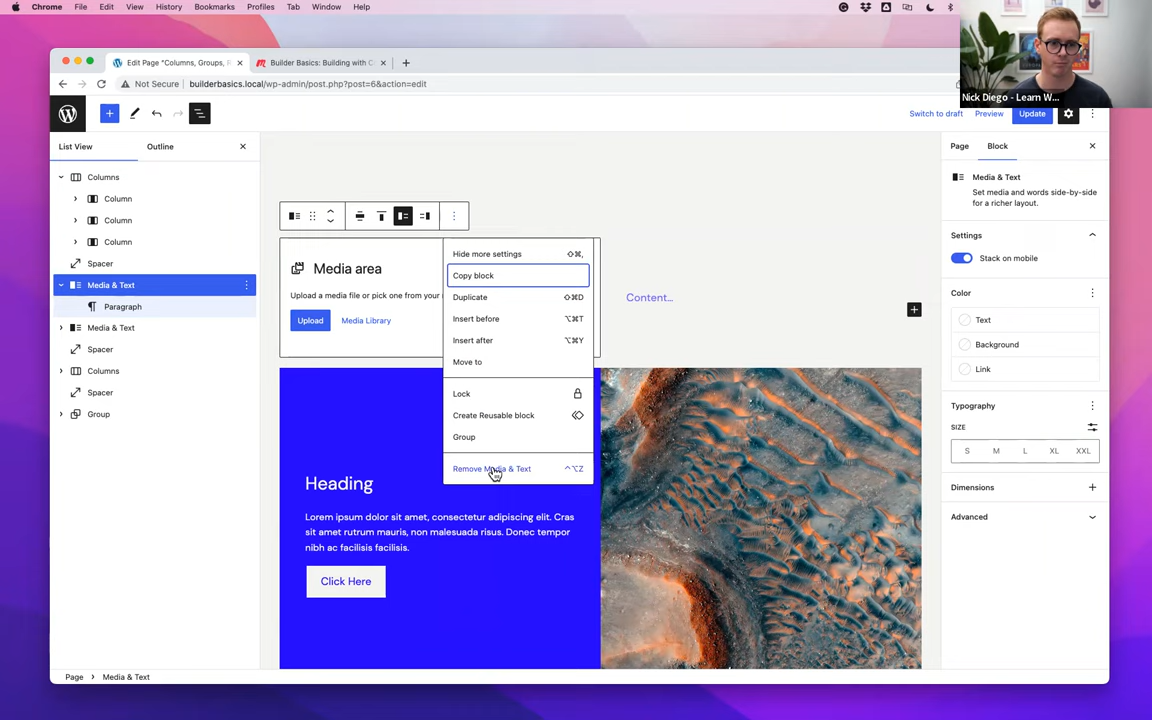 Chrome File Edit View History Bookmarks Profiles Tab Window Help
Edit Page "Columns, Groups, R
Builder Basics: Building with C
Nick Diego - Learn W...
Not Secure builderbasics.local/wp-admin/post.php?post=6&action=edit
Switch to draft Preview Update
List View Outline
Page Block
Columns
Column
Column
Column
Spacer
Media & Text
Paragraph
Media & Text
Spacer
Columns
Spacer
Group
Media area
Upload a media file or pick one from your
Upload Media Library
Content...
Hide more settings ⇧⌘,
Copy block
Duplicate ⇧⌘D
Insert before ⌥⌘T
Insert after ⌥⌘Y
Move to
Lock
Create Reusable block
Group
Remove Media & Text ⌃⌥Z
Heading
Lorem ipsum dolor sit amet, consectetur adipiscing elit. Cras
sit amet rutrum mauris, non malesuada risus. Donec tempor
nibh ac facilisis facilisis.
Click Here
Media & Text
Set media and words side-by-side
for a richer layout.
Settings
Stack on mobile
Color
Text
Background
Link
Typography
SIZE
S M L XL XXL
Dimensions
Advanced
Page > Media & Text